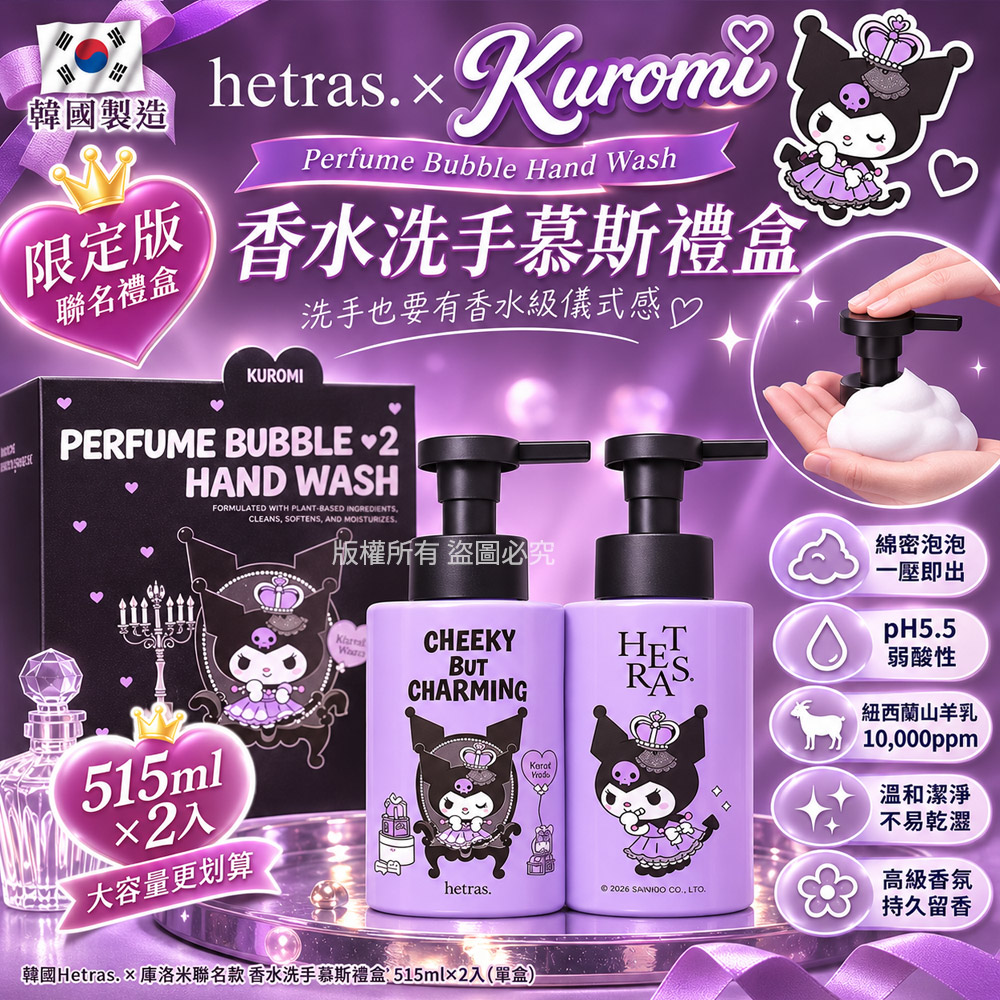 韓國製造
hetras. × Kuromi
Perfume Bubble Hand Wash
香水洗手慕斯禮盒
洗手也要有香水級儀式感
限定版
聯名禮盒
KUROMI
PERFUME BUBBLE ♥2
HAND WASH
FORMULATED WITH PLANT-BASED INGREDIENTS,
CLEANS, SOFTENS, AND MOISTURIZES.
版權所有 盜圖必究
CHEEKY
BUT
CHARMING
hetras.
HET
RAS.
© 2026 SANIOO CO., LTD.
綿密泡泡
一壓即出
pH5.5
弱酸性
紐西蘭山羊乳
10,000ppm
溫和潔淨
不易乾澀
高級香氛
持久留香
515ml
×2入
大容量更划算
韓國Hetras. × 庫洛米聯名款 香水洗手慕斯禮盒 515ml×2入(單盒)